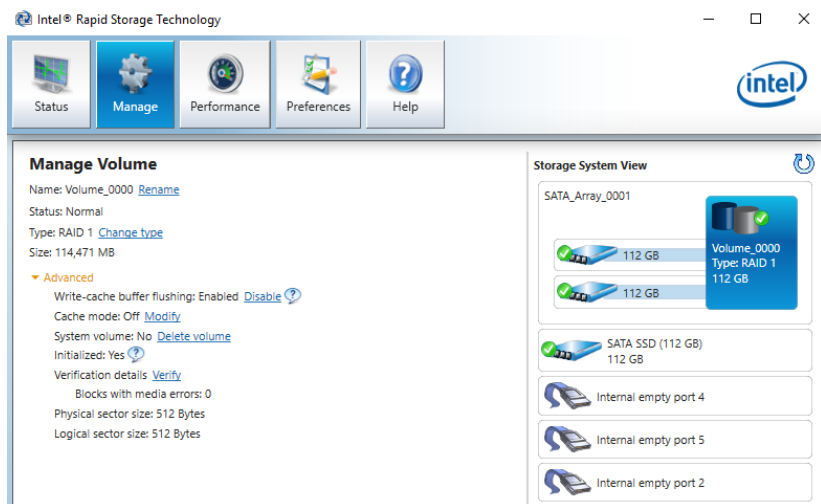 Intel® Rapid Storage Technology
Status
Manage
Performance
Preferences
Help
intel
Manage Volume
Name: Volume_0000 Rename
Status: Normal
Type: RAID 1 Change type
Size: 114,471 MB
Advanced
Write-cache buffer flushing: Enabled Disable ?
Cache mode: Off Modify
System volume: No Delete volume
Initialized: Yes ?
Verification details Verify
Blocks with media errors: 0
Physical sector size: 512 Bytes
Logical sector size: 512 Bytes
Storage System View
SATA_Array_0001
112 GB
112 GB
Volume_0000
Type: RAID 1
112 GB
SATA SSD (112 GB)
112 GB
Internal empty port 4
Internal empty port 5
Internal empty port 2